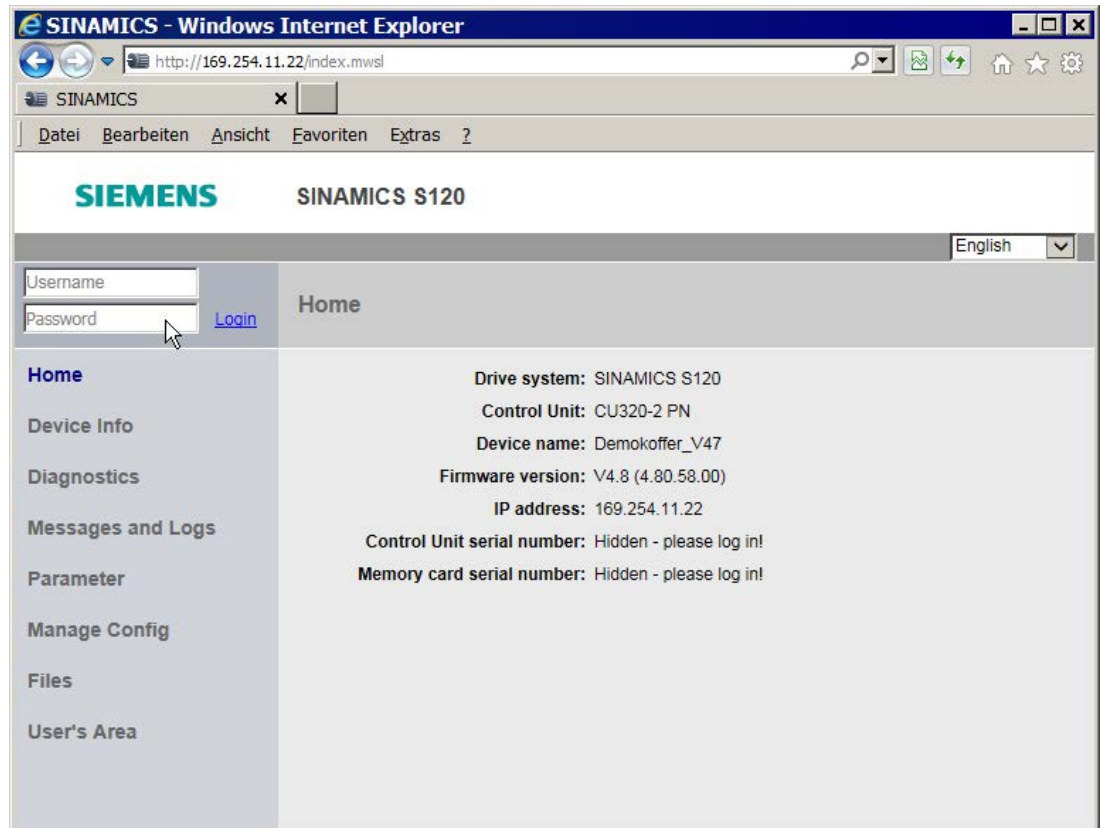 SINAMICS - Windows Internet Explorer
http://169.254.11.22/index.mwsl
SINAMICS
Datei Bearbeiten Ansicht Favoriten Extras ?
SIEMENS SINAMICS S120
English
Username
Password Login
Home
Home
Device Info
Diagnostics
Messages and Logs
Parameter
Manage Config
Files
User's Area
Drive system: SINAMICS S120
Control Unit: CU320-2 PN
Device name: Demokoffer_V47
Firmware version: V4.8 (4.80.58.00)
IP address: 169.254.11.22
Control Unit serial number: Hidden - please log in!
Memory card serial number: Hidden - please log in!